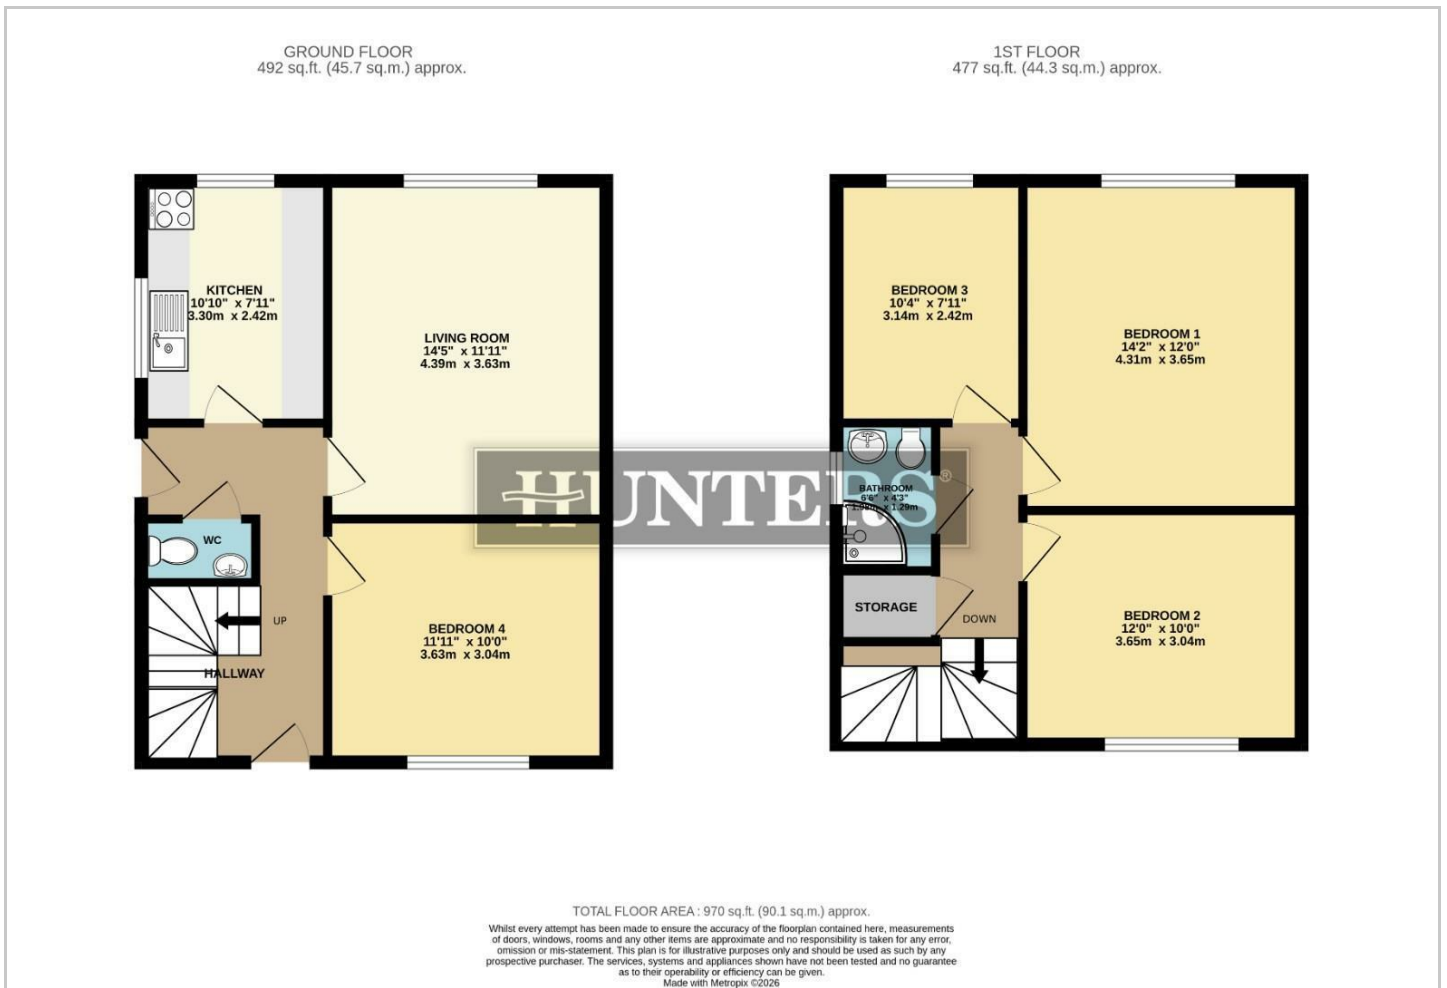 GROUND FLOOR
492 sq.ft. (45.7 sq.m.) approx.
1ST FLOOR
477 sq.ft. (44.3 sq.m.) approx.
KITCHEN
10'10" x 7'11"
3.30m x 2.42m
LIVING ROOM
14'5" x 11'11"
4.39m x 3.63m
WC
UP
HALLWAY
BEDROOM 4
11'11" x 10'0"
3.63m x 3.04m
BEDROOM 3
10'4" x 7'11"
3.14m x 2.42m
BEDROOM 1
14'2" x 12'0"
4.31m x 3.65m
HUNTERS®
BATHROOM
6'6" x 4'3"
1.98m x 1.29m
STORAGE
DOWN
BEDROOM 2
12'0" x 10'0"
3.65m x 3.04m
TOTAL FLOOR AREA : 970 sq.ft. (90.1 sq.m.) approx.
Whilst every attempt has been made to ensure the accuracy of the floorplan contained here, measurements
of doors, windows, rooms and any other items are approximate and no responsibility is taken for any error,
omission or mis-statement. This plan is for illustrative purposes only and should be used as such by any
prospective purchaser. The services, systems and appliances shown have not been tested and no guarantee
as to their operability or efficiency can be given.
Made with Metropix ©2026